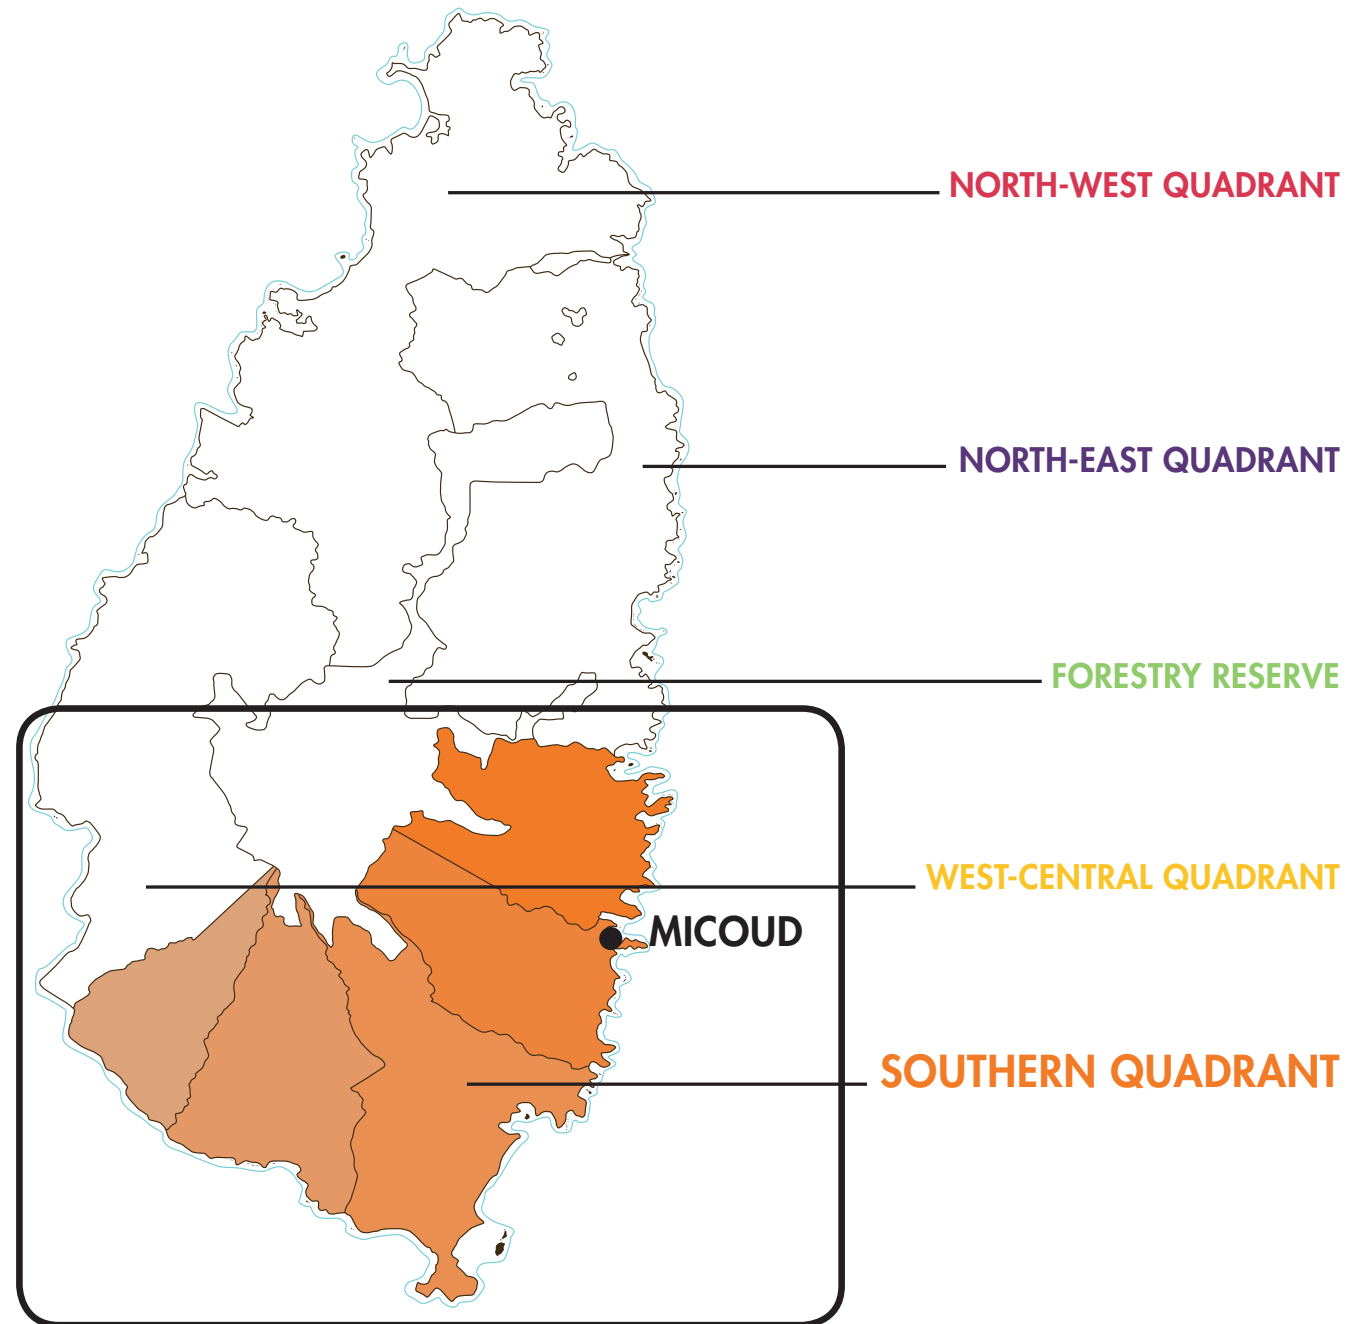 NORTH-WEST QUADRANT
NORTH-EAST QUADRANT
FORESTRY RESERVE
WEST-CENTRAL QUADRANT
MICOUD
SOUTHERN QUADRANT